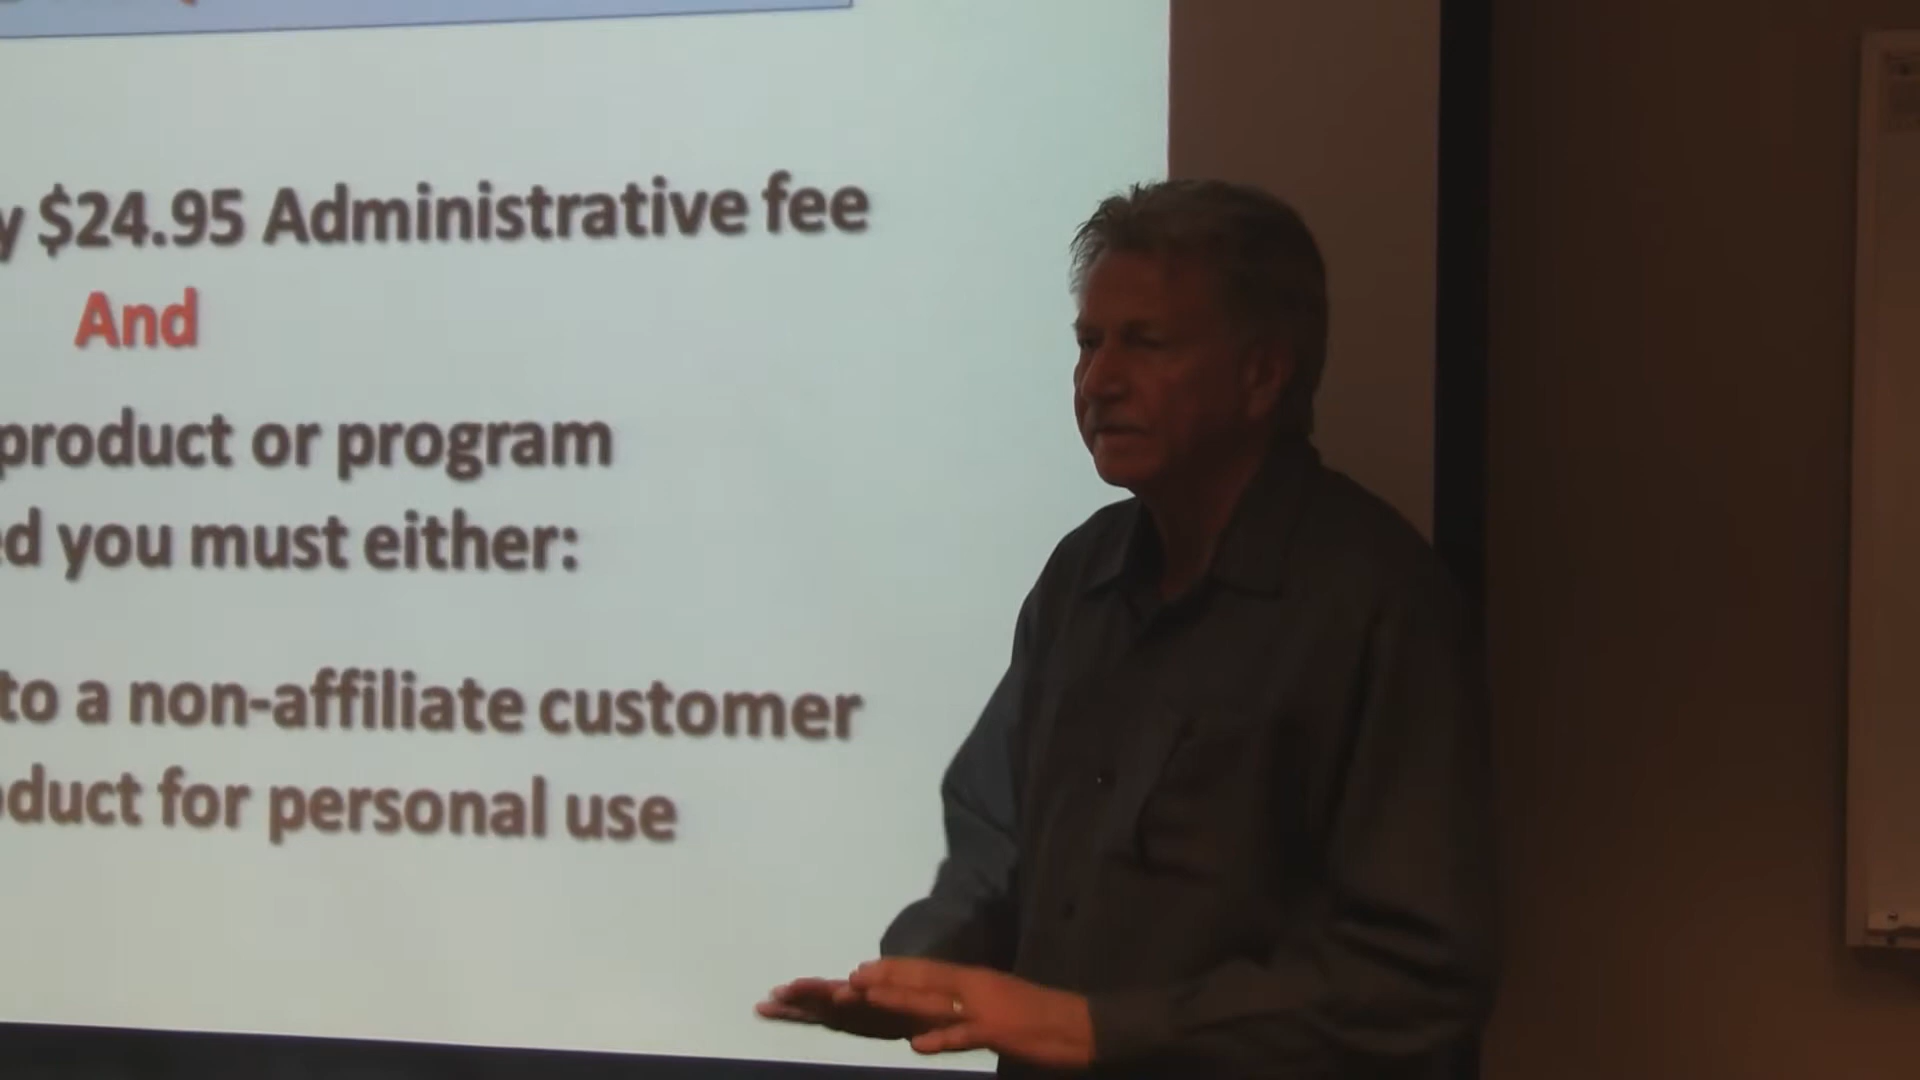 y $24.95 Administrative fee
And
product or program
ed you must either:
to a non-affiliate customer
oduct for personal use